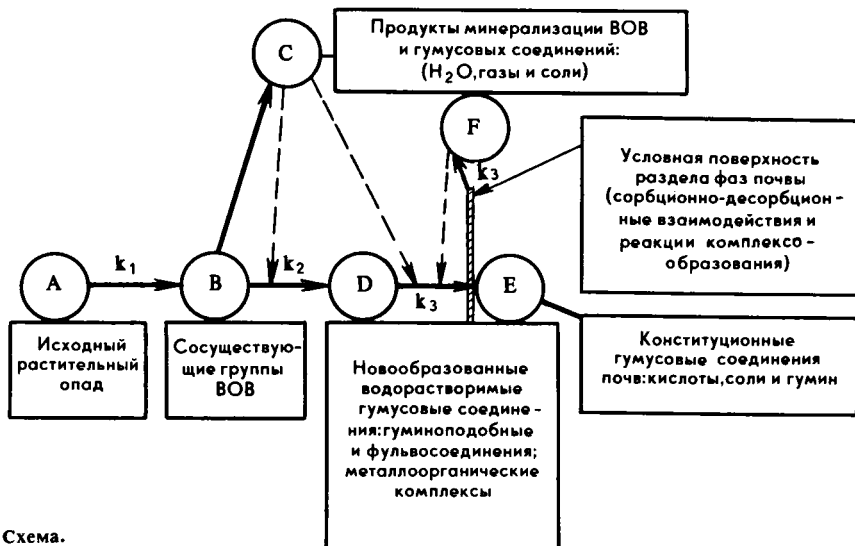 C
Продукты минерализации ВОВ
и гумусовых соединений:
(H₂O, газы и соли)
F
k₃
Условная поверхность
раздела фаз почвы
(сорбционно-десорбцион-
ные взаимодействия и
реакции комплексо-
образования)
A
k₁
B
k₂
D
k₃
E
Исходный
растительный
опад
Сосуществую-
щие группы
ВОВ
Новообразованные
водорастворимые
гумусовые соедине-
ния: гуминоподобные
и фульвосоединения;
металлоорганические
комплексы
Конституционные
гумусовые соединения
почв: кислоты, соли и гумин
Схема.